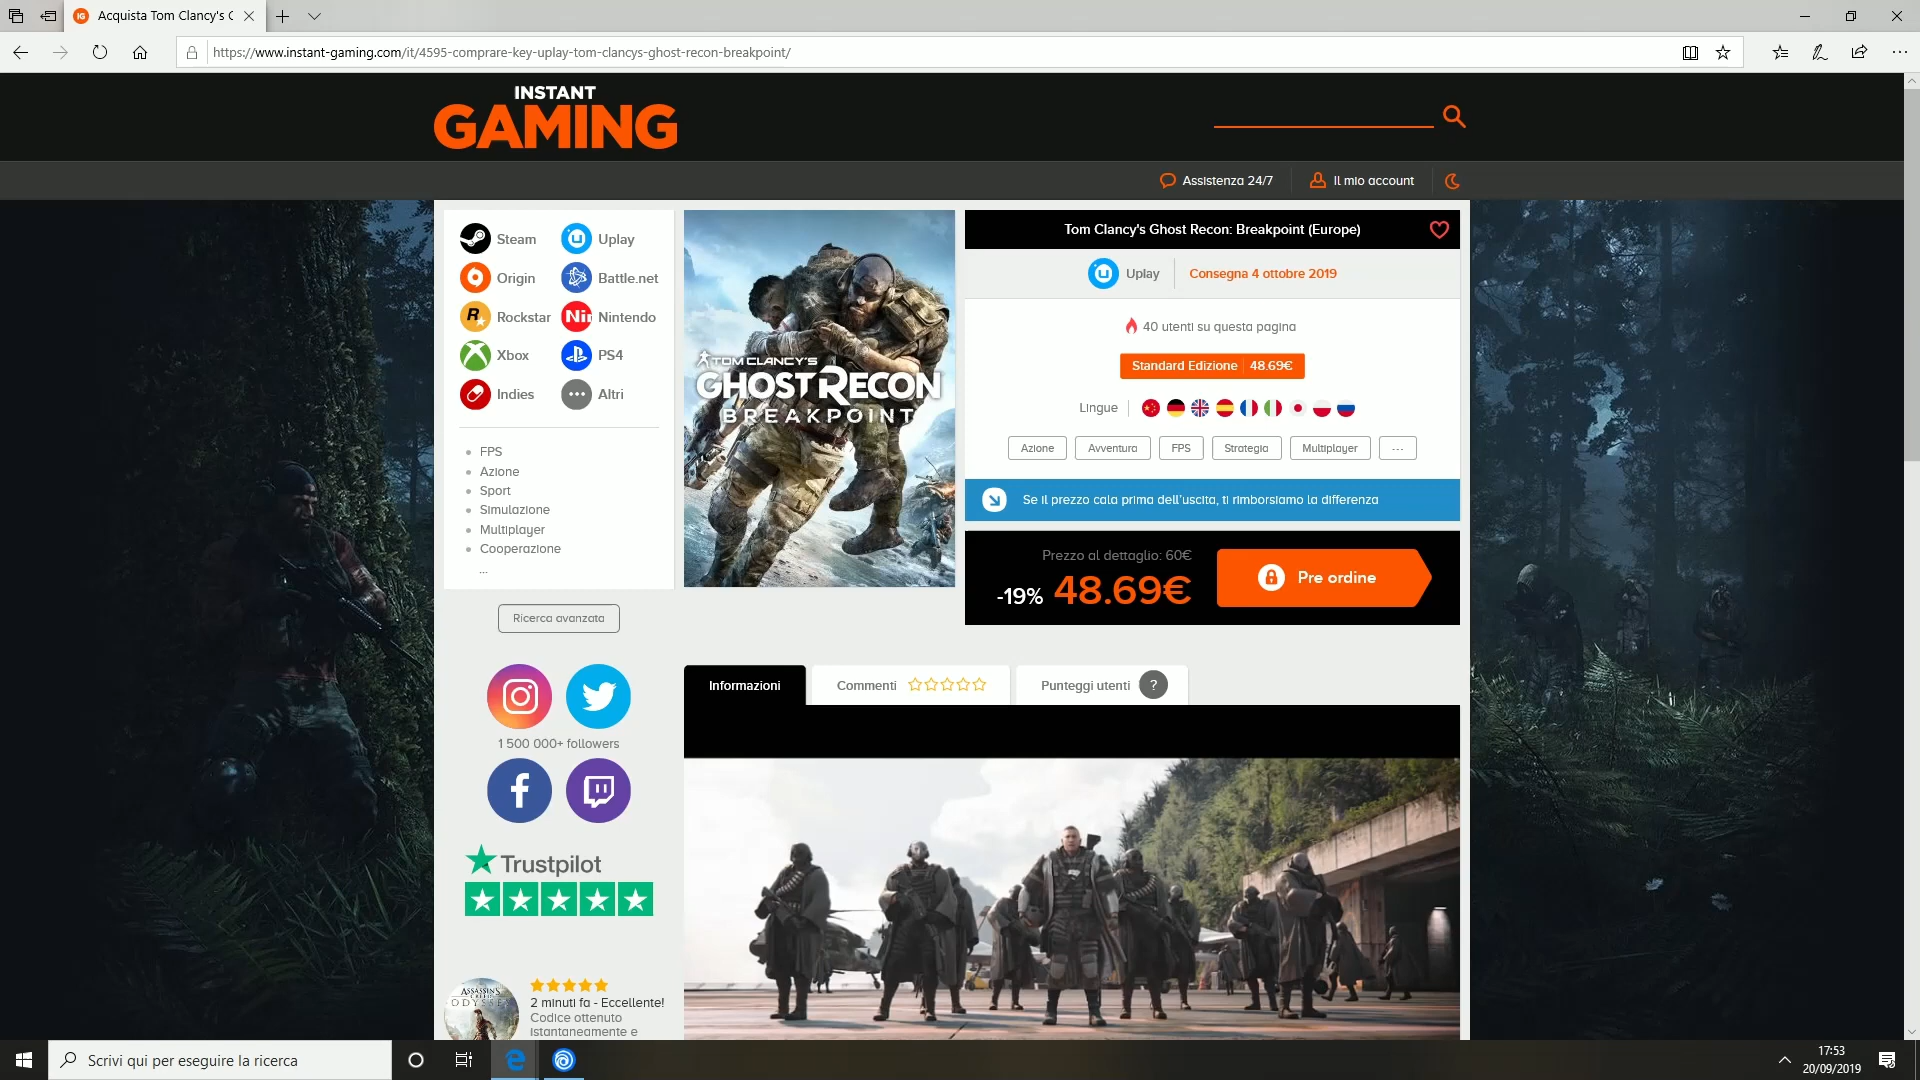 Acquista Tom Clancy's G
https://www.instant-gaming.com/it/4595-comprare-key-uplay-tom-clancys-ghost-recon-breakpoint/
INSTANT
GAMING
Assistenza 24/7
Il mio account
Steam
Uplay
Origin
Battle.net
Rockstar
Nintendo
Xbox
PS4
Indies
Altri
FPS
Azione
Sport
Simulazione
Multiplayer
Cooperazione
...
Ricerca avanzata
1 500 000+ followers
Trustpilot
ASSASSIN'S
ODYSSEY
2 minuti fa - Eccellente!
Codice ottenuto
istantaneamente e
TOM CLANCY'S
GHOST RECON
BREAKPOINT
Tom Clancy's Ghost Recon: Breakpoint (Europe)
Uplay
Consegna 4 ottobre 2019
40 utenti su questa pagina
Standard Edizione 48.69€
Lingue
Azione
Avventura
FPS
Strategia
Multiplayer
...
Se il prezzo cala prima dell'uscita, ti rimborsiamo la differenza
Prezzo al dettaglio: 60€
-19% 48.69€
Pre ordine
Informazioni
Commenti
Punteggi utenti ?
Scrivi qui per eseguire la ricerca
17:53
20/09/2019